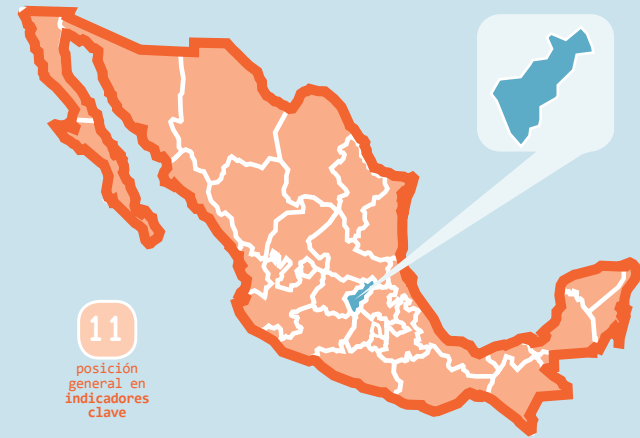 11
posición
general en
indicadores
clave